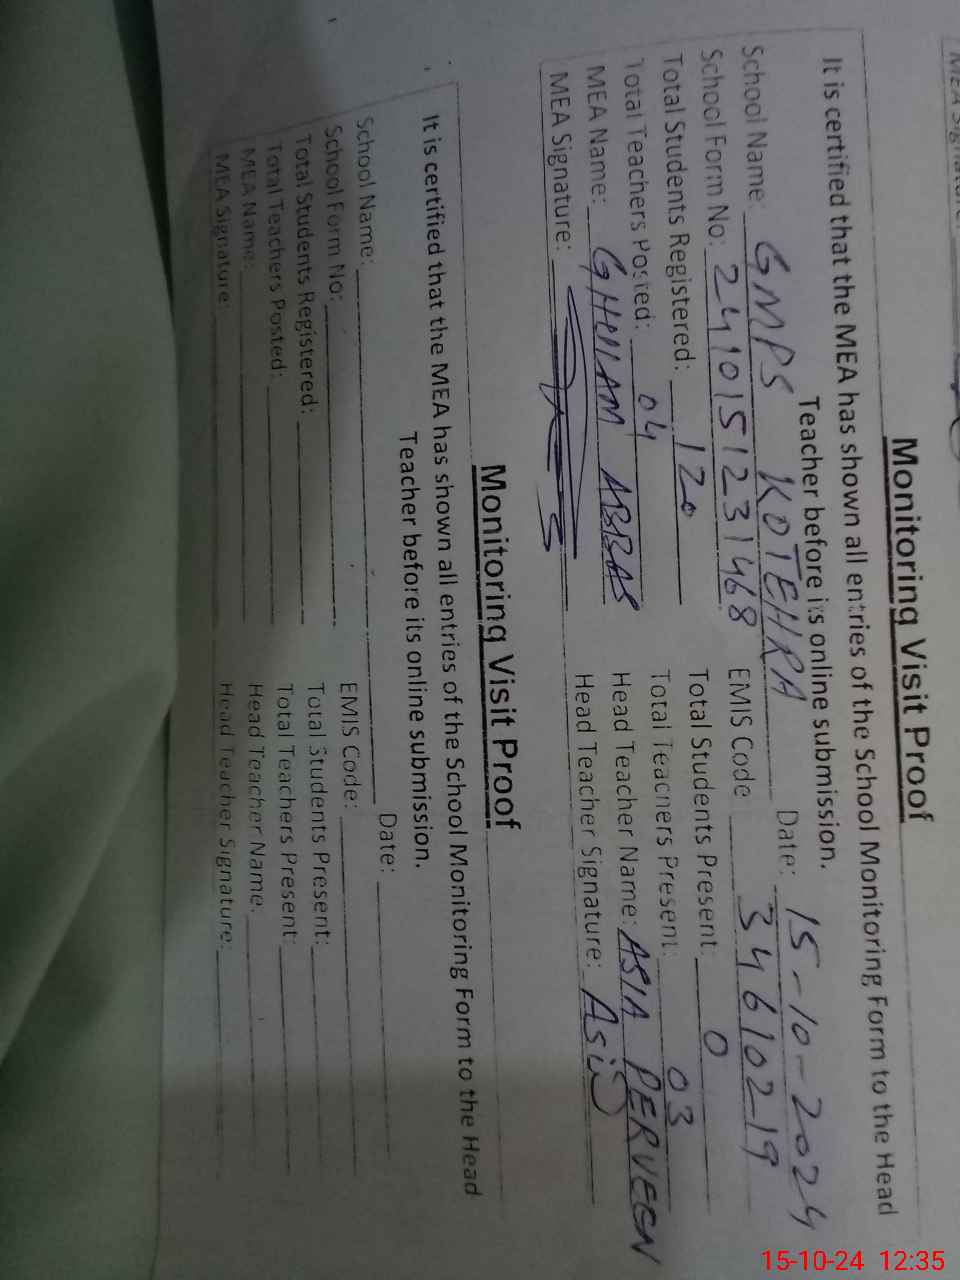 MEA Signature:
Monitoring Visit Proof
It is certified that the MEA has shown all entries of the School Monitoring Form to the Head
Teacher before its online submission.
School Name: GMPS KOTEHRA Date: 15-10-2024
School Form No: 2410151231468 EMIS Code 34610219
Total Students Registered: 120 Total Students Present: 0
Total Teachers Posted: 04 Total Teachers Present: 03
MEA Name: GHULAM ABBAS Head Teacher Name: ASIA PERVEEN
MEA Signature: Head Teacher Signature: Asia
Monitoring Visit Proof
It is certified that the MEA has shown all entries of the School Monitoring Form to the Head
Teacher before its online submission.
School Name: Date:
School Form No: EMIS Code:
Total Students Registered: Total Students Present:
Total Teachers Posted: Total Teachers Present:
MEA Name: Head Teacher Name:
MEA Signature: Head Teacher Signature:
15-10-24 12:35